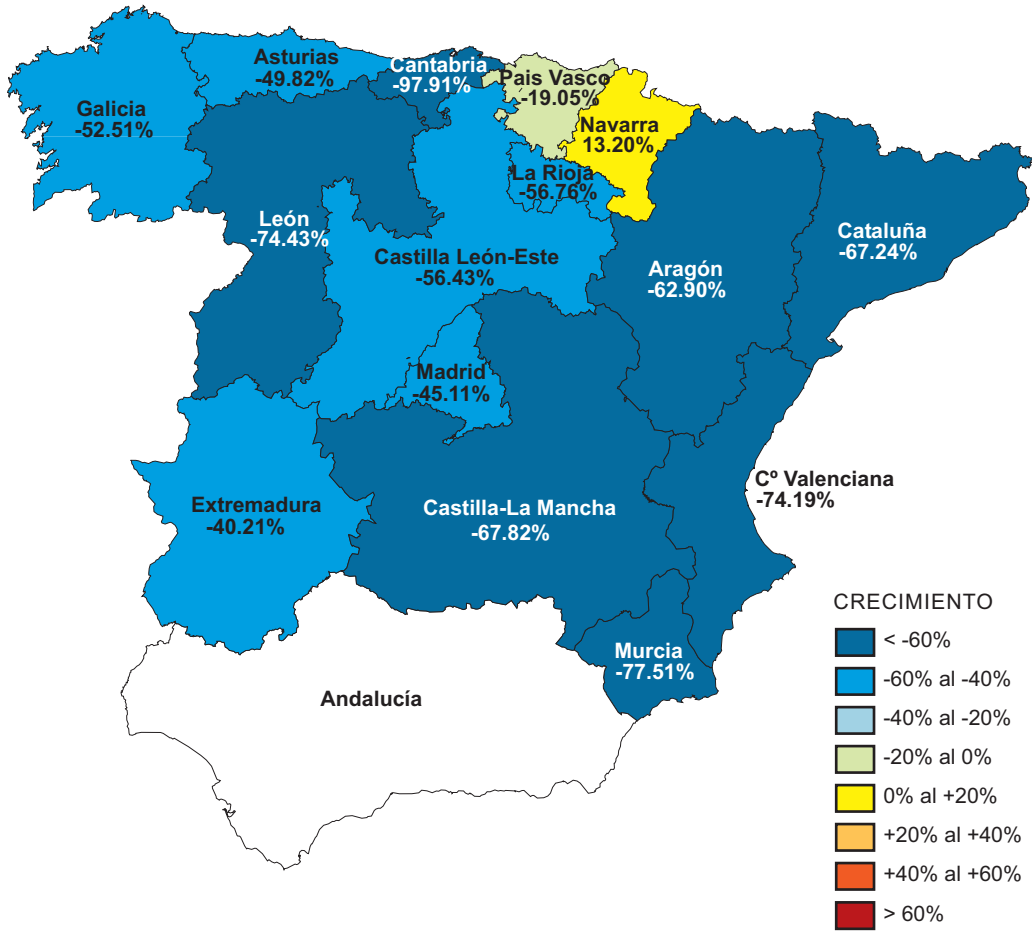 Asturias
-49.82%
Cantabria
-97.91%
Pais Vasco
-19.05%
Galicia
-52.51%
Navarra
13.20%
La Rioja
-56.76%
León
-74.43%
Castilla León-Este
-56.43%
Aragón
-62.90%
Cataluña
-67.24%
Madrid
-45.11%
Extremadura
-40.21%
Castilla-La Mancha
-67.82%
Cº Valenciana
-74.19%
Murcia
-77.51%
Andalucía
CRECIMIENTO
< -60%
-60% al -40%
-40% al -20%
-20% al 0%
0% al +20%
+20% al +40%
+40% al +60%
> 60%